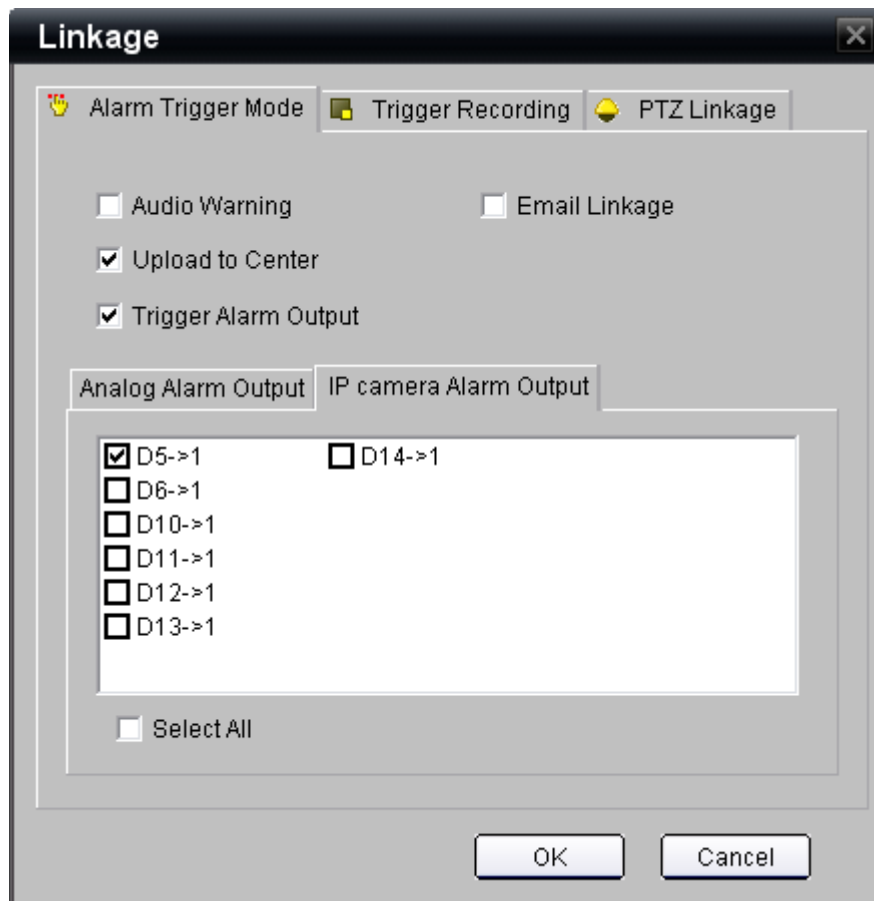 Linkage
Alarm Trigger Mode Trigger Recording PTZ Linkage
Audio Warning Email Linkage
Upload to Center
Trigger Alarm Output
Analog Alarm Output IP camera Alarm Output
D5->1 D14->1
D6->1
D10->1
D11->1
D12->1
D13->1
Select All
OK Cancel